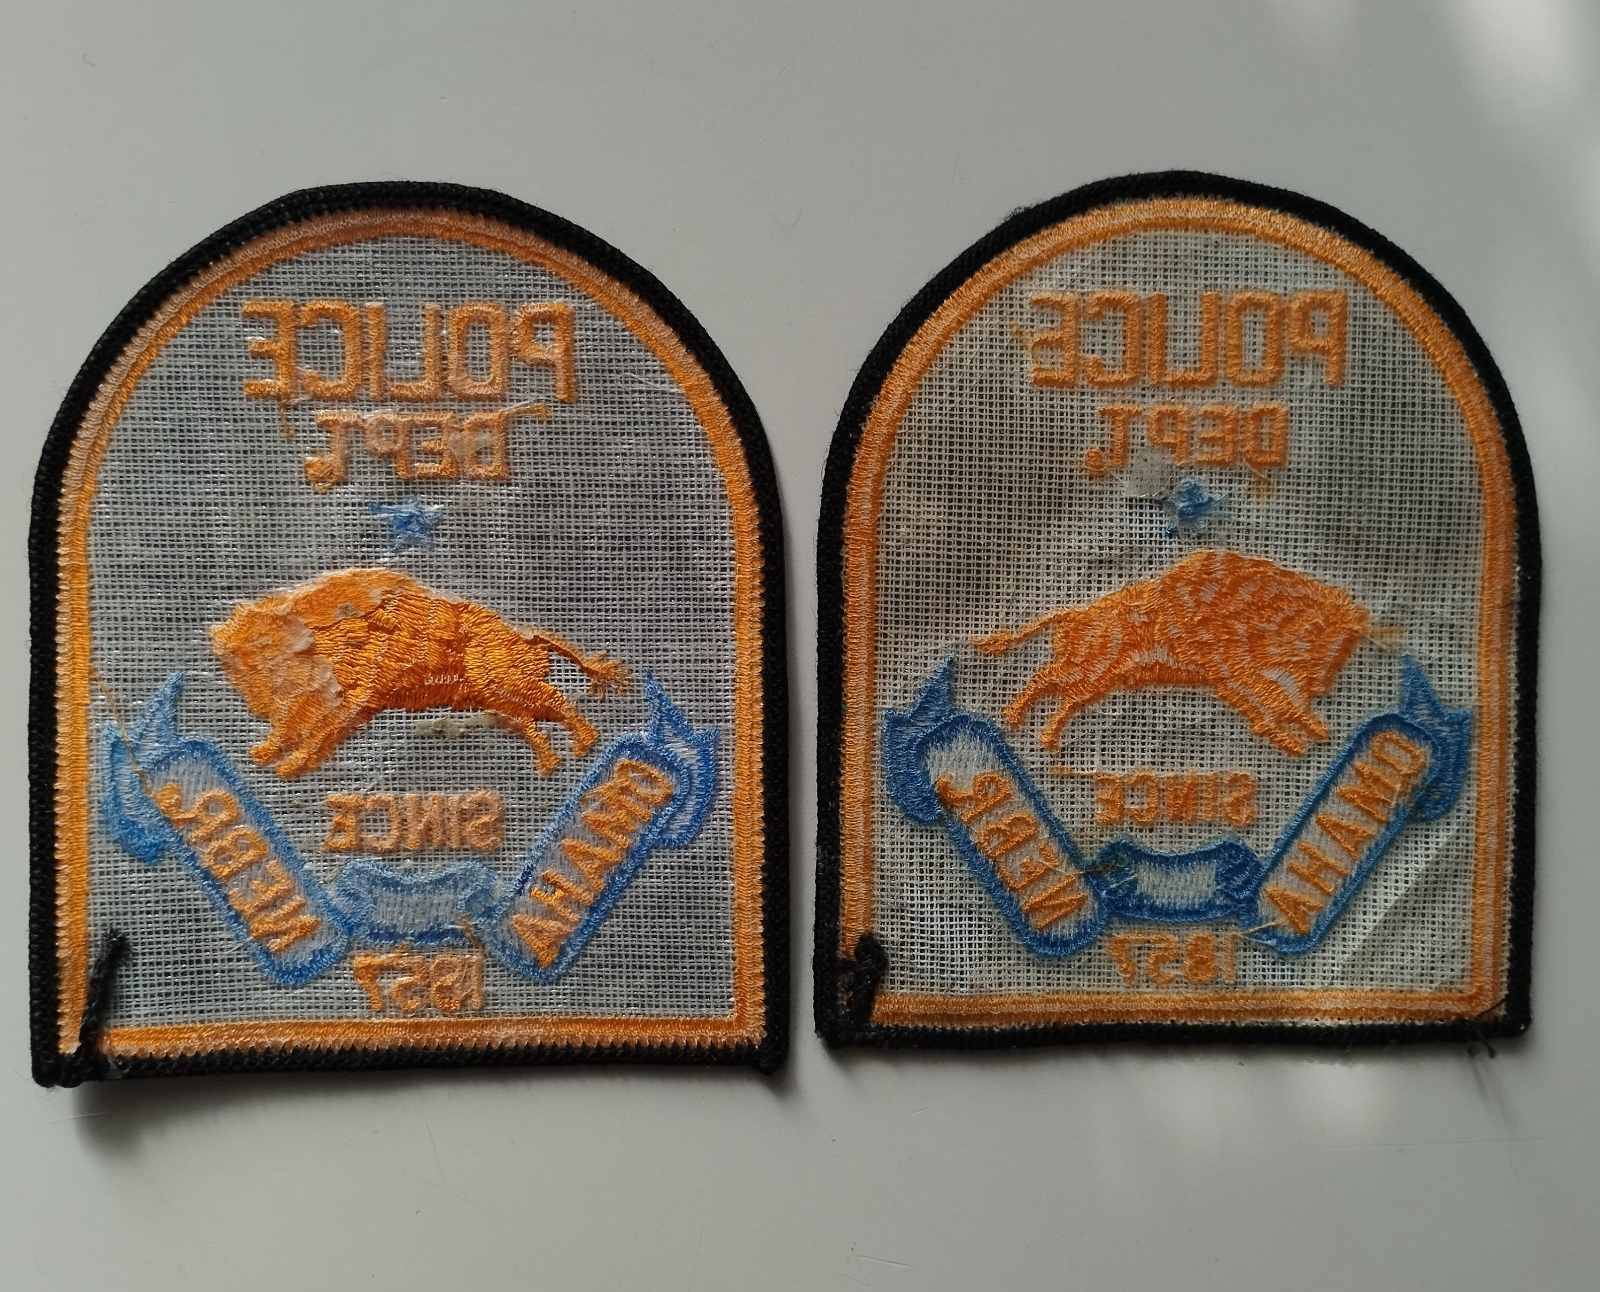 POLICE
DEPT.
SINCE
OMAHA NEBR.
1857
POLICE
DEPT.
SINCE
OMAHA NEBR.
1857